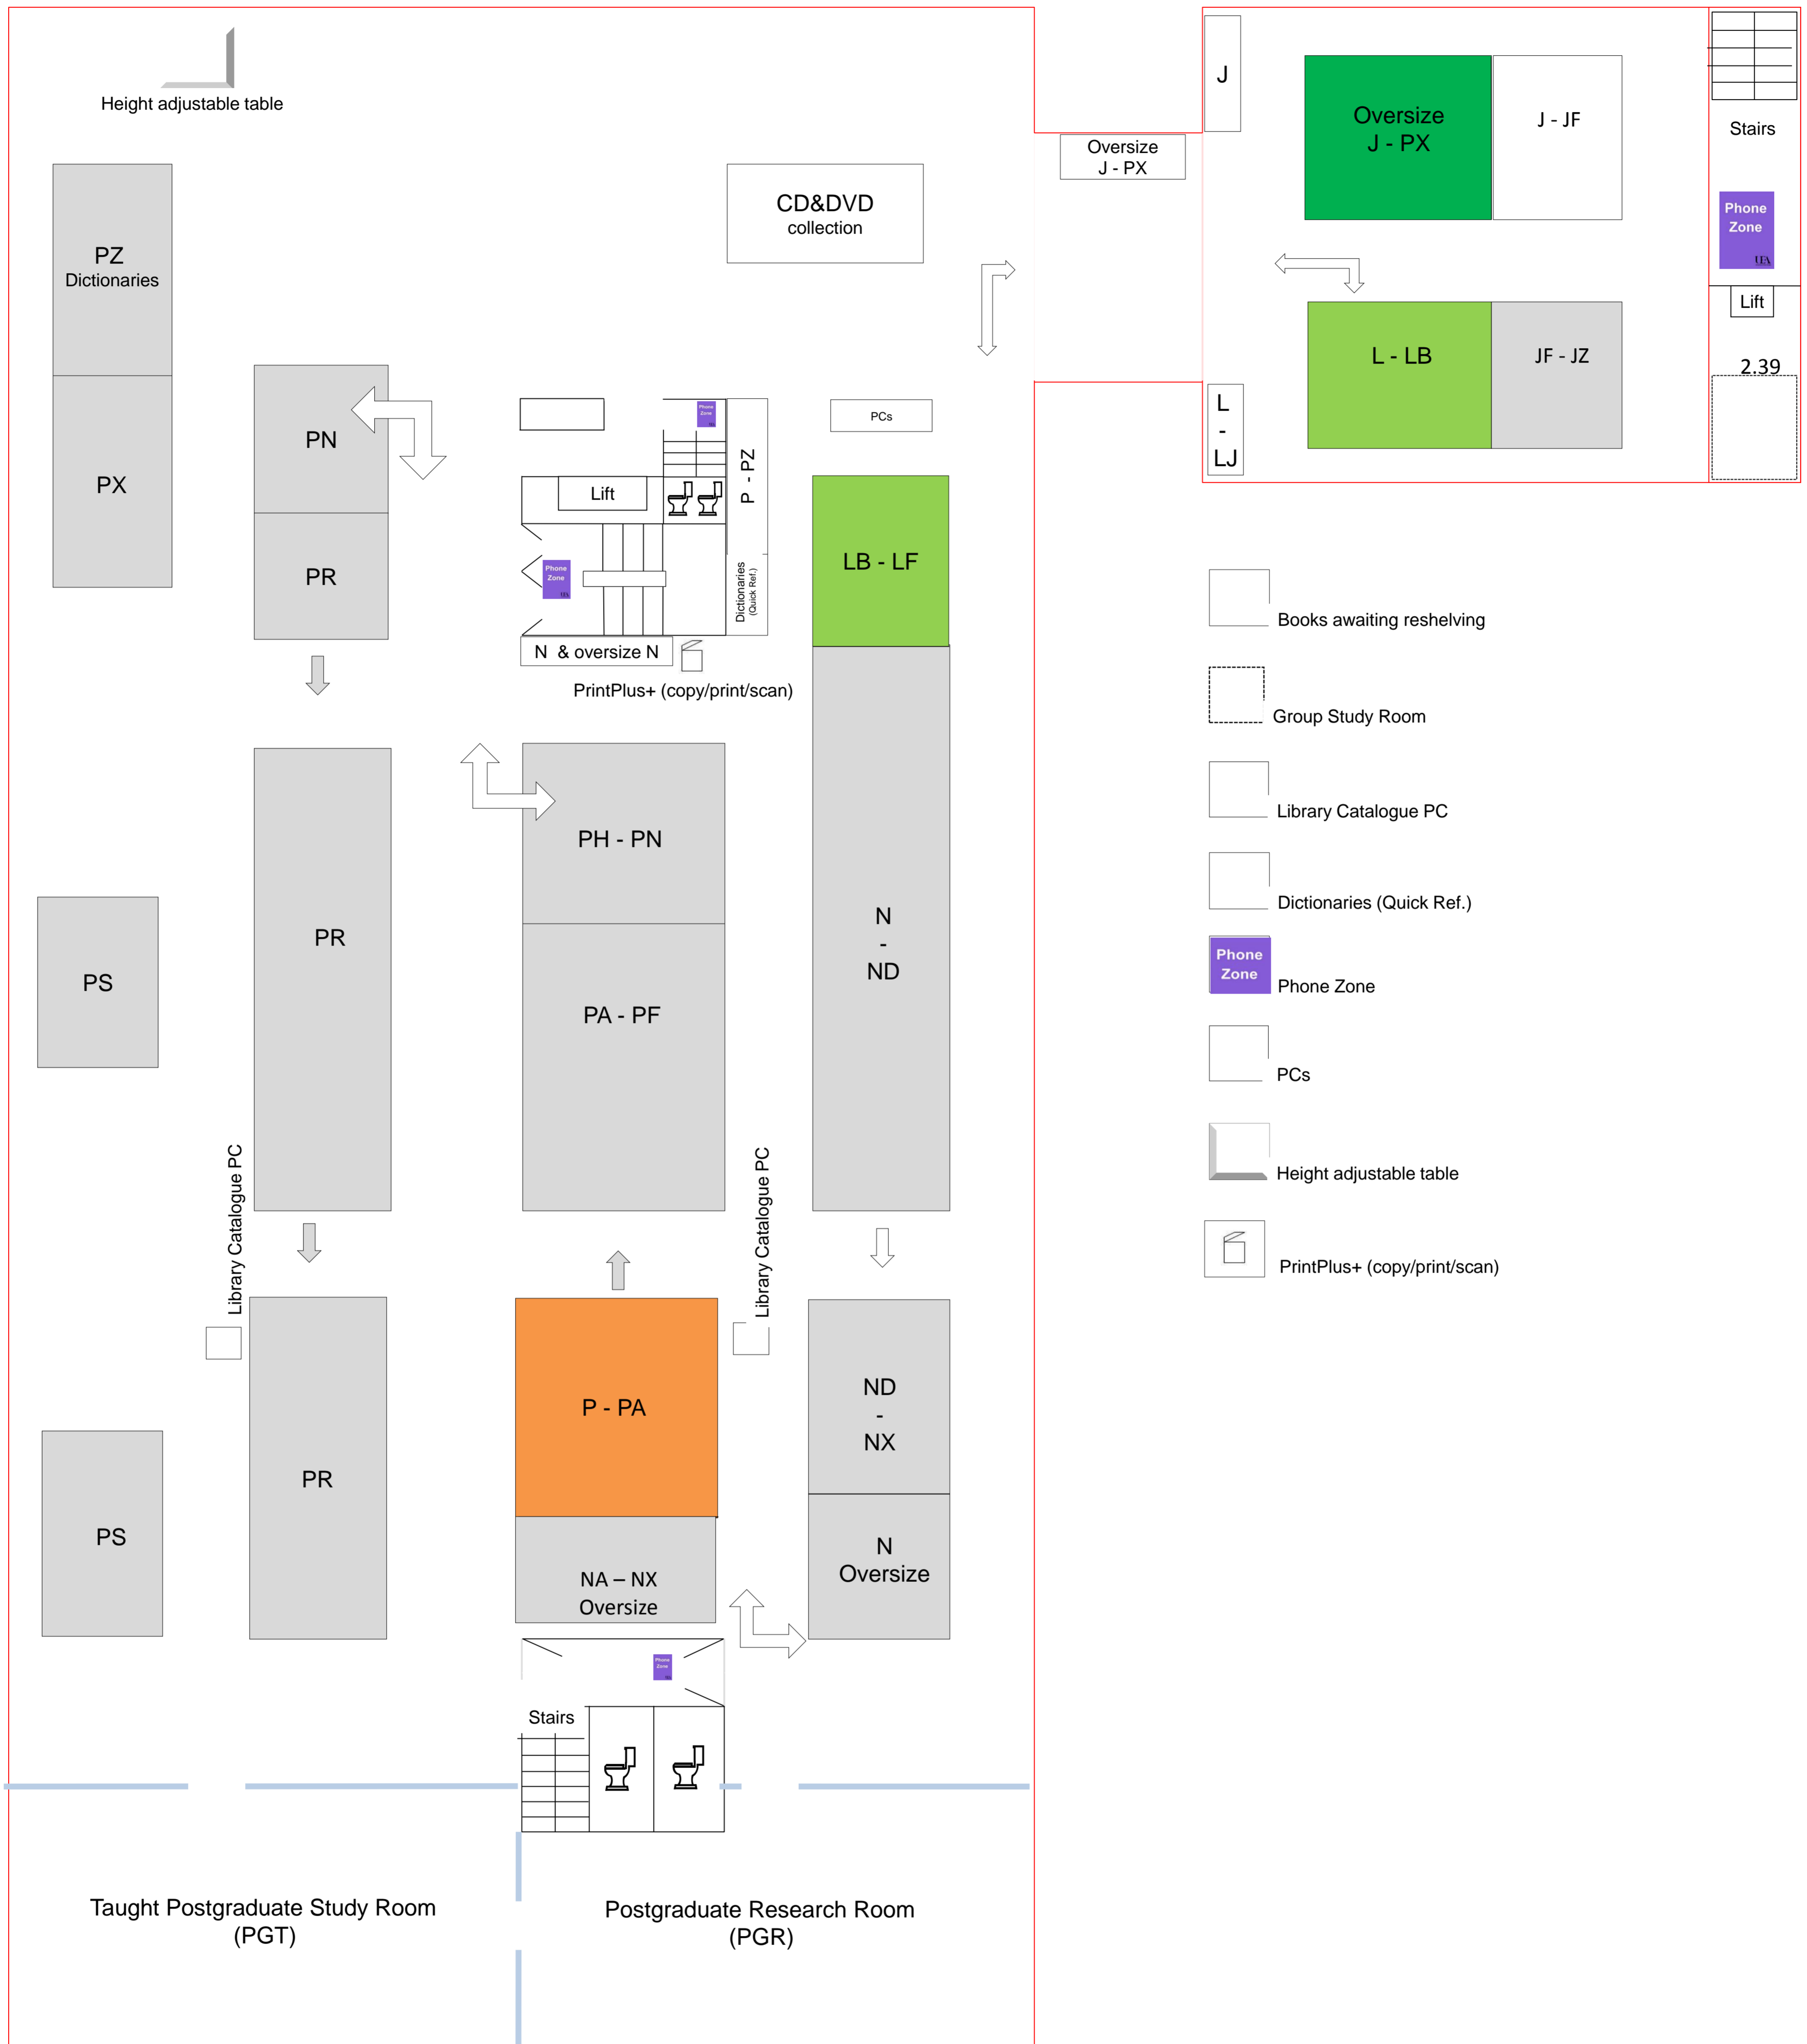 Height adjustable table
PZ
Dictionaries
PX
PN
PR
CD&DVD
collection
Oversize
J - PX
J
Oversize
J - PX
J - JF
Stairs
Phone
Zone
UEA
Lift
L - LB
JF - JZ
2.39
L
-
LJ
PCs
Phone
Zone
P - PZ
Lift
Phone
Zone
Dictionaries
(Quick Ref.)
N & oversize N
PrintPlus+ (copy/print/scan)
LB - LF
Books awaiting reshelving
Group Study Room
Library Catalogue PC
Dictionaries (Quick Ref.)
Phone
Zone
Phone Zone
PCs
Height adjustable table
PrintPlus+ (copy/print/scan)
PR
PH - PN
PA - PF
N
-
ND
PS
Library Catalogue PC
Library Catalogue PC
PR
P - PA
ND
-
NX
PS
NA – NX
Oversize
N
Oversize
Phone
Zone
Stairs
Taught Postgraduate Study Room
(PGT)
Postgraduate Research Room
(PGR)